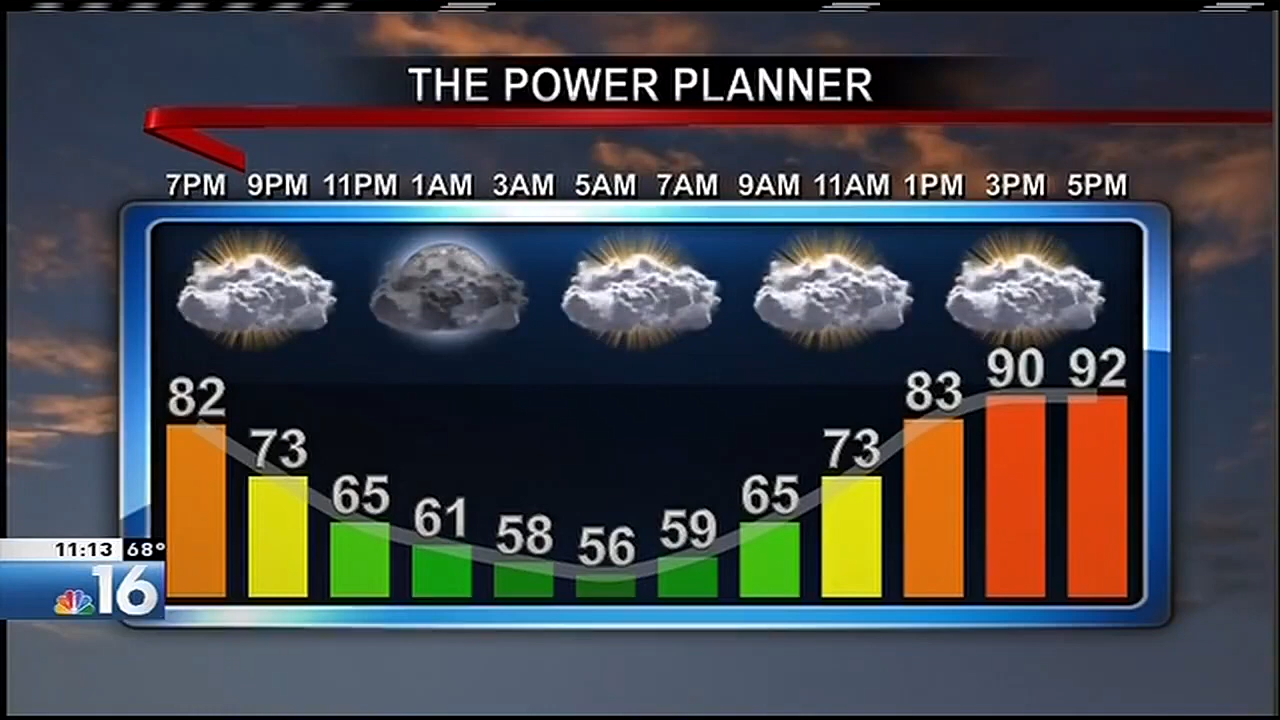 THE POWER PLANNER
7PM 9PM 11PM 1AM 3AM 5AM 7AM 9AM 11AM 1PM 3PM 5PM
82 73 65 61 58 56 59 65 73 83 90 92
11:13 68°
16